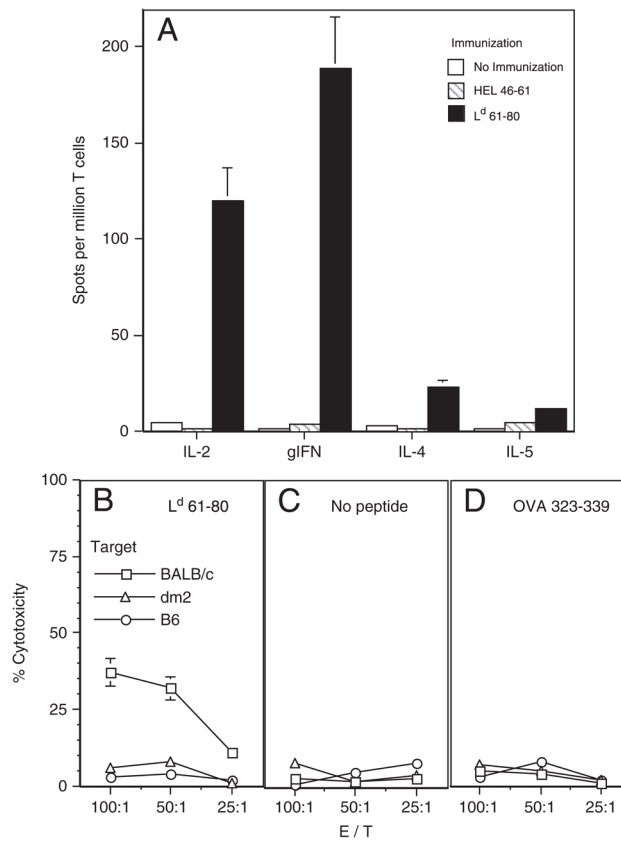 A
Immunization
No Immunization
HEL 46-61
L^d 61-80
Spots per million T cells
200
150
100
50
0
IL-2 gIFN IL-4 IL-5
B L^d 61-80
C No peptide
D OVA 323-339
Target
BALB/c
dm2
B6
% Cytotoxicity
100
75
50
25
0
100:1 50:1 25:1 100:1 50:1 25:1 100:1 50:1 25:1
E / T